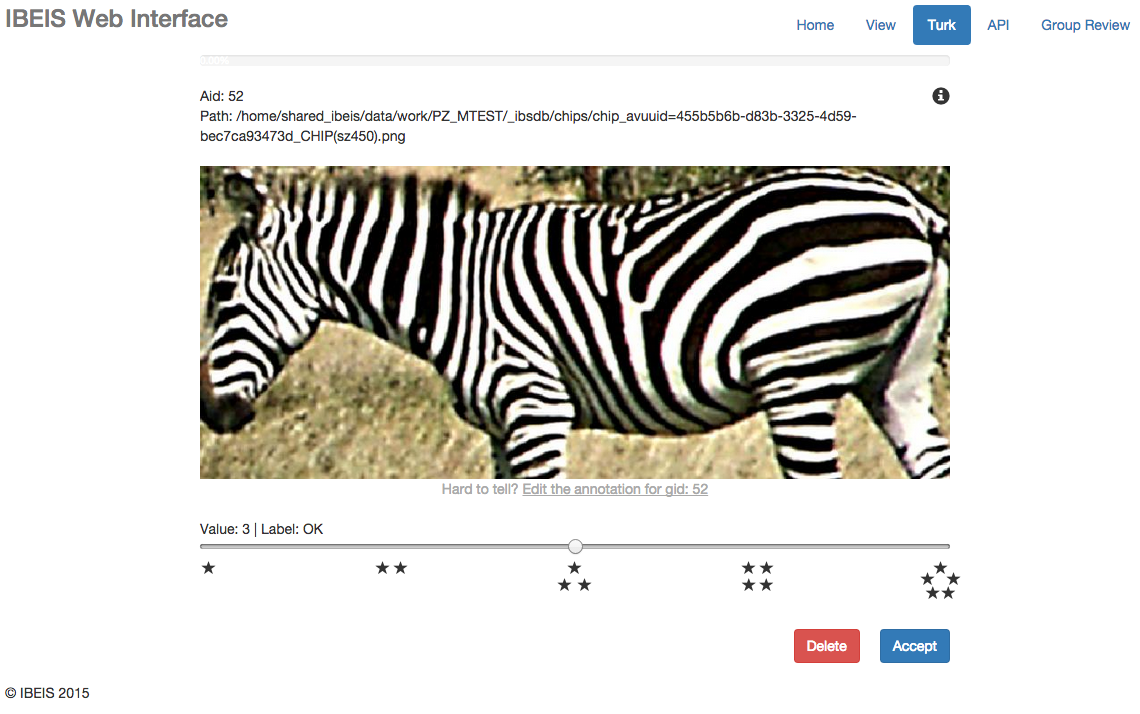 IBEIS Web Interface
Home View Turk API Group Review
0.00%
Aid: 52
Path: /home/shared_ibeis/data/work/PZ_MTEST/_ibsdb/chips/chip_avuuid=455b5b6b-d83b-3325-4d59-
bec7ca93473d_CHIP(sz450).png
Hard to tell? Edit the annotation for gid: 52
Value: 3 | Label: OK
Delete Accept
© IBEIS 2015